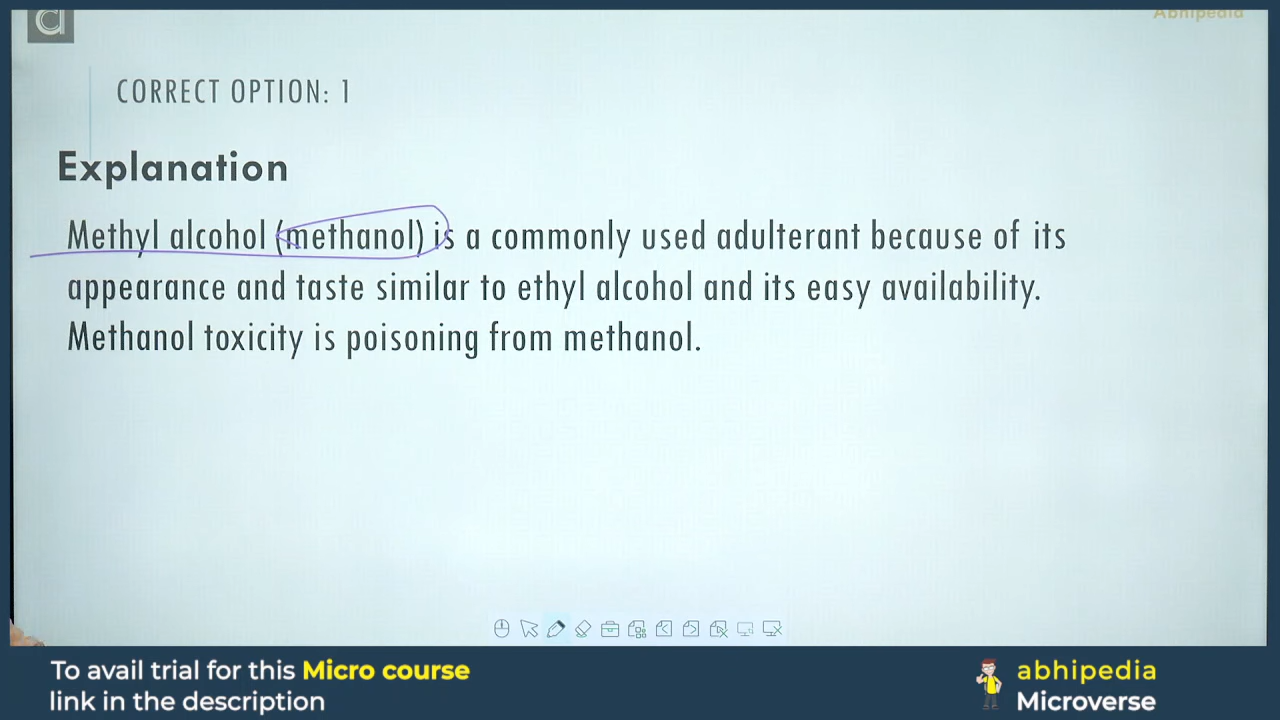 Abhipedia
CORRECT OPTION: 1
Explanation
Methyl alcohol (methanol) is a commonly used adulterant because of its
appearance and taste similar to ethyl alcohol and its easy availability.
Methanol toxicity is poisoning from methanol.
To avail trial for this Micro course
link in the description
abhipedia
Microverse